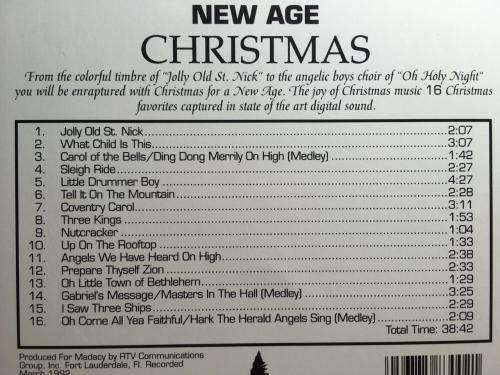 NEW AGE
CHRISTMAS
From the colorful timbre of "Jolly Old St. Nick" to the angelic boys choir of "Oh Holy Night"
you will be enraptured with Christmas for a New Age. The joy of Christmas music 16 Christmas
favorites captured in state of the art digital sound.
1. Jolly Old St. Nick 2:07
2. What Child Is This 3:07
3. Carol of the Bells/Ding Dong Merrily On High (Medley) 1:42
4. Sleigh Ride 2:27
5. Little Drummer Boy 4:27
6. Tell It On The Mountain 2:28
7. Coventry Carol 3:11
8. Three Kings 1:53
9. Nutcracker 1:04
10. Up On The Rooftop 1:33
11. Angels We Have Heard On High 2:38
12. Prepare Thyself Zion 2:33
13. Oh Little Town of Bethlehem 1:29
14. Gabriel's Message/Masters In The Hall (Medley) 3:25
15. I Saw Three Ships 2:29
16. Oh Come All Yea Faithful/Hark The Herald Angels Sing (Medley) 2:09
Total Time: 38:42
Produced For Madacy by RTV Communications
Group, Inc. Fort Lauderdale, Fl. Recorded
March 1992